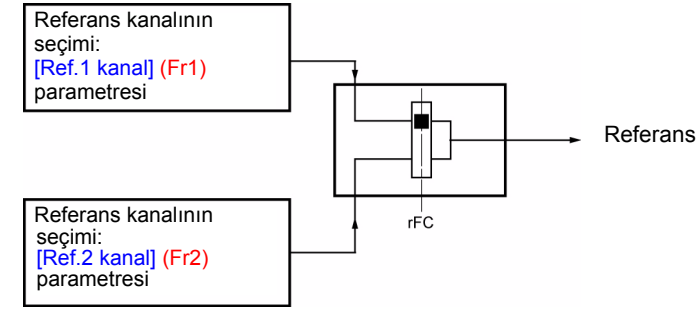 Referans kanalının
seçimi:
[Ref.1 kanal] (Fr1)
parametresi
Referans
Referans kanalının
seçimi:
[Ref.2 kanal] (Fr2)
parametresi
rFC